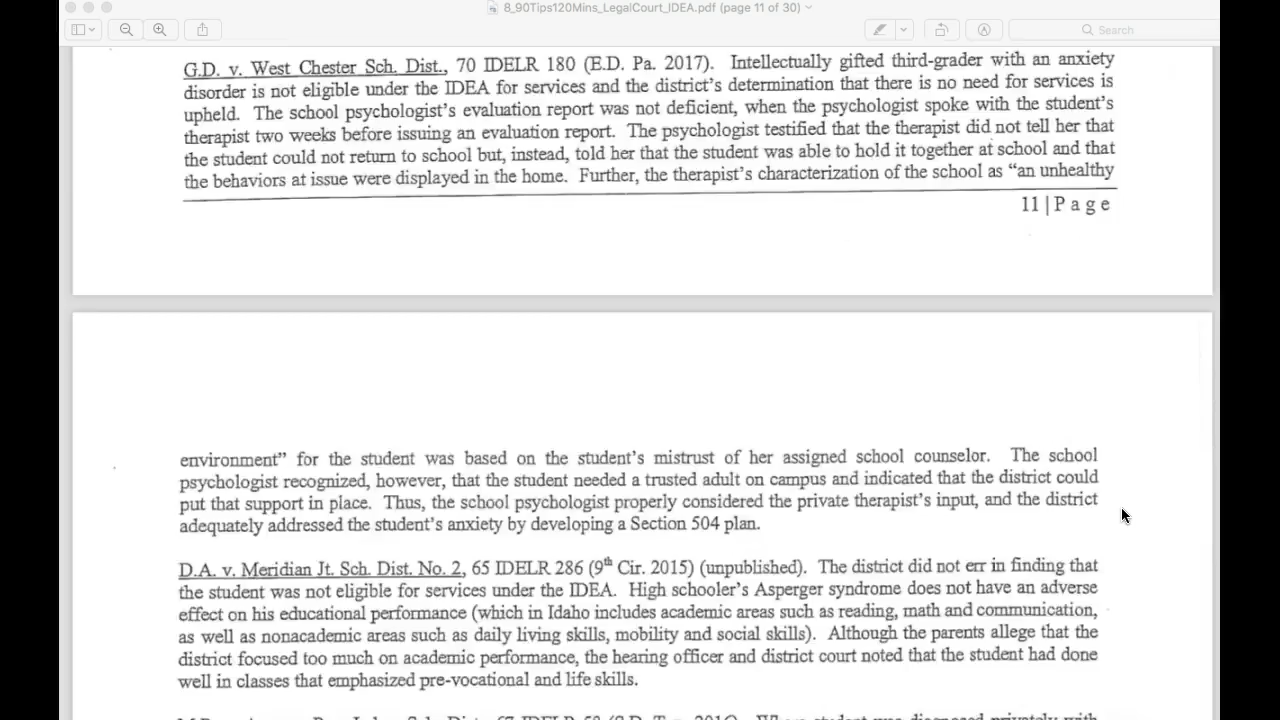 8_90Tips120Mins_LegalCourt_IDEA.pdf (page 11 of 30)
Search
G.D. v. West Chester Sch. Dist., 70 IDELR 180 (E.D. Pa. 2017). Intellectually gifted third-grader with an anxiety
disorder is not eligible under the IDEA for services and the district's determination that there is no need for services is
upheld. The school psychologist's evaluation report was not deficient, when the psychologist spoke with the student's
therapist two weeks before issuing an evaluation report. The psychologist testified that the therapist did not tell her that
the student could not return to school but, instead, told her that the student was able to hold it together at school and that
the behaviors at issue were displayed in the home. Further, the therapist's characterization of the school as “an unhealthy
11 | P a g e
environment” for the student was based on the student's mistrust of her assigned school counselor. The school
psychologist recognized, however, that the student needed a trusted adult on campus and indicated that the district could
put that support in place. Thus, the school psychologist properly considered the private therapist's input, and the district
adequately addressed the student's anxiety by developing a Section 504 plan.
D.A. v. Meridian Jt. Sch. Dist. No. 2, 65 IDELR 286 (9th Cir. 2015) (unpublished). The district did not err in finding that
the student was not eligible for services under the IDEA. High schooler's Asperger syndrome does not have an adverse
effect on his educational performance (which in Idaho includes academic areas such as reading, math and communication,
as well as nonacademic areas such as daily living skills, mobility and social skills). Although the parents allege that the
district focused too much on academic performance, the hearing officer and district court noted that the student had done
well in classes that emphasized pre-vocational and life skills.
Where student was diagnosed privately with